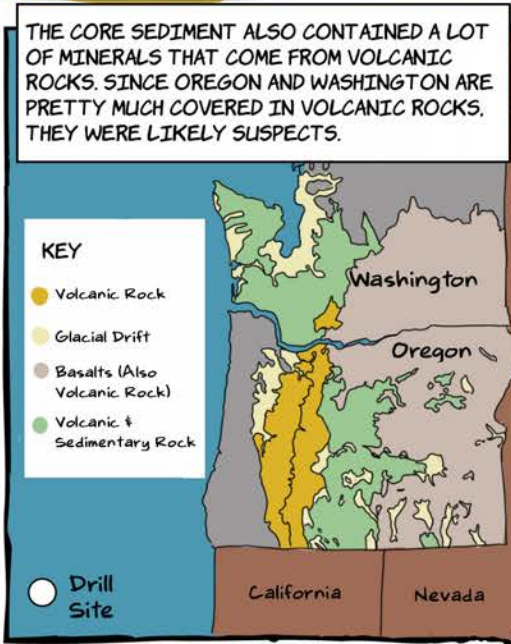 THE CORE SEDIMENT ALSO CONTAINED A LOT
OF MINERALS THAT COME FROM VOLCANIC
ROCKS. SINCE OREGON AND WASHINGTON ARE
PRETTY MUCH COVERED IN VOLCANIC ROCKS,
THEY WERE LIKELY SUSPECTS.
KEY
Volcanic Rock
Glacial Drift
Basalts (Also
Volcanic Rock)
Volcanic &
Sedimentary Rock
Washington
Oregon
Drill
Site
California
Nevada